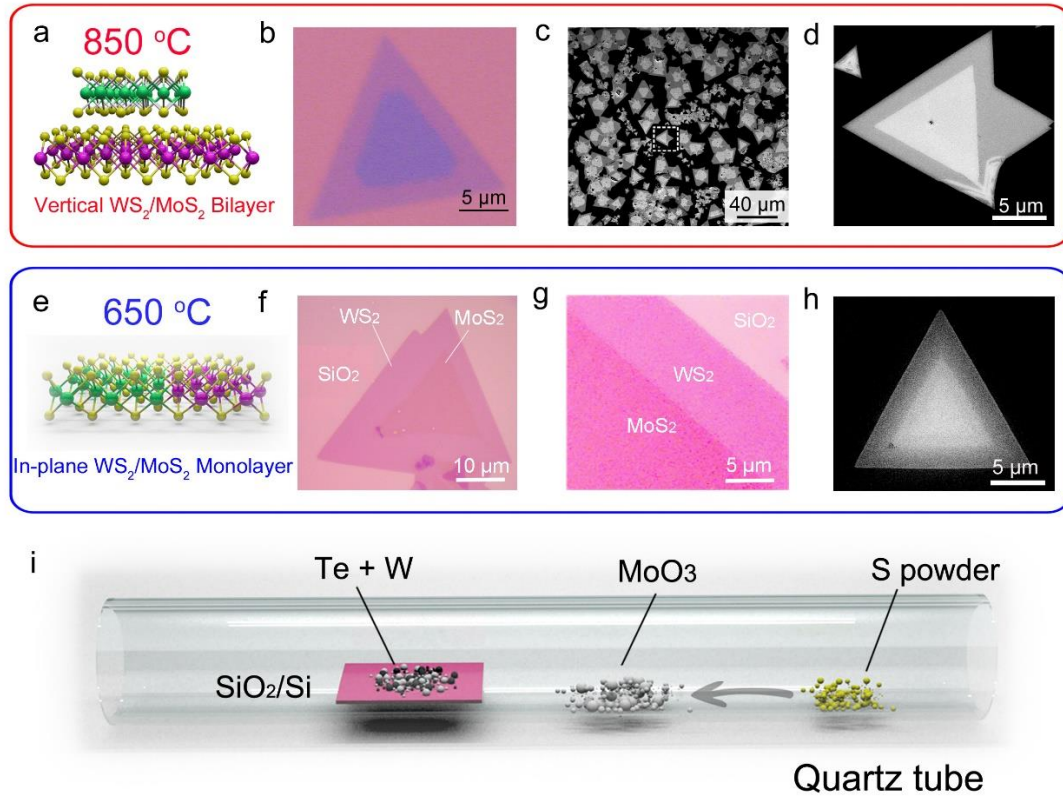 a
850 °C
Vertical WS₂/MoS₂ Bilayer
b
5 μm
c
40 μm
d
5 μm
e
650 °C
In-plane WS₂/MoS₂ Monolayer
f
WS₂
MoS₂
SiO₂
10 μm
g
SiO₂
WS₂
MoS₂
5 μm
h
5 μm
i
Te + W
MoO₃
S powder
SiO₂/Si
Quartz tube